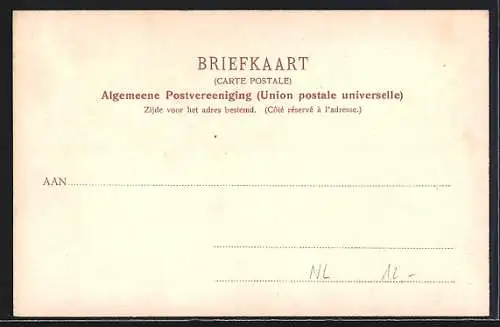 BRIEFKAART
(CARTE POSTALE)
Algemeene Postvereeniging (Union postale universelle)
Zijde voor het adres bestemd. (Côté réservé à l'adresse.)
AAN
NL 12.-